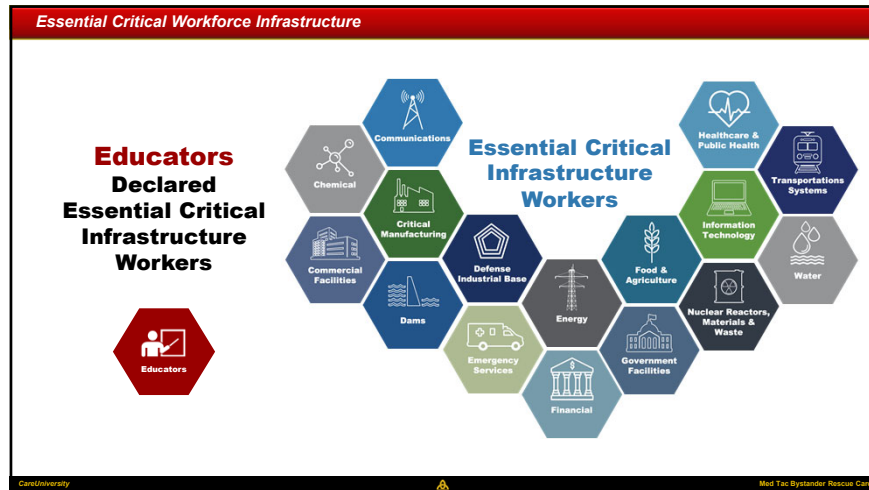 Essential Critical Workforce Infrastructure
Educators
Declared
Essential Critical
Infrastructure
Workers
Educators
Essential Critical
Infrastructure
Workers
Communications
Chemical
Critical
Manufacturing
Commercial
Facilities
Dams
Defense
Industrial Base
Emergency
Services
Energy
$
Financial
Food &
Agriculture
Government
Facilities
Healthcare &
Public Health
Transportations
Systems
Information
Technology
Water
Nuclear Reactors,
Materials &
Waste
CareUniversity
Med Tac Bystander Rescue Care